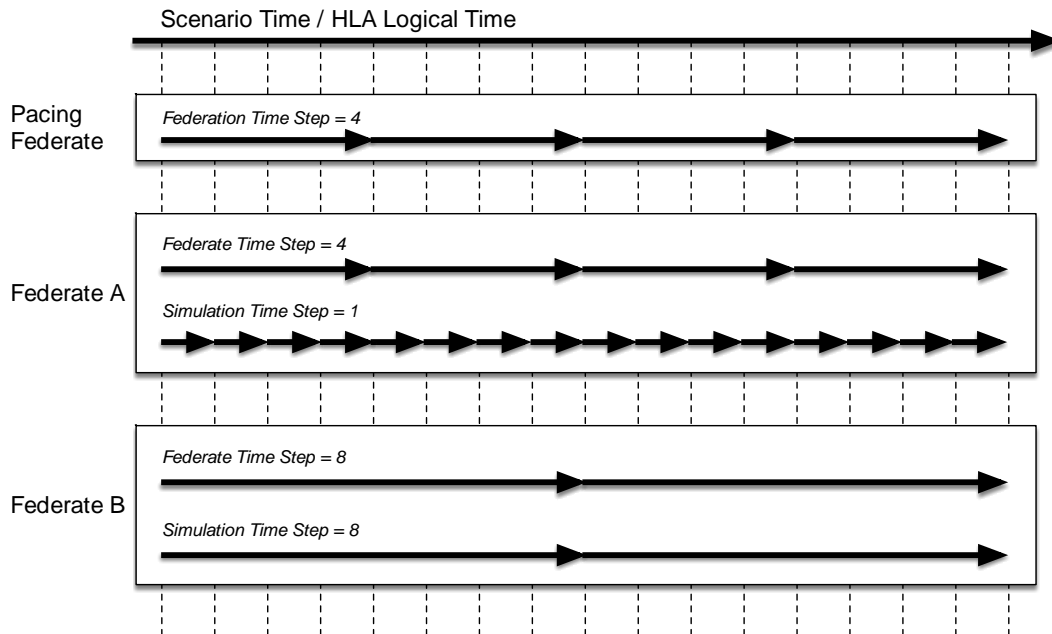 Scenario Time / HLA Logical Time
Pacing
Federate
Federation Time Step = 4
Federate A
Federate Time Step = 4
Simulation Time Step = 1
Federate B
Federate Time Step = 8
Simulation Time Step = 8